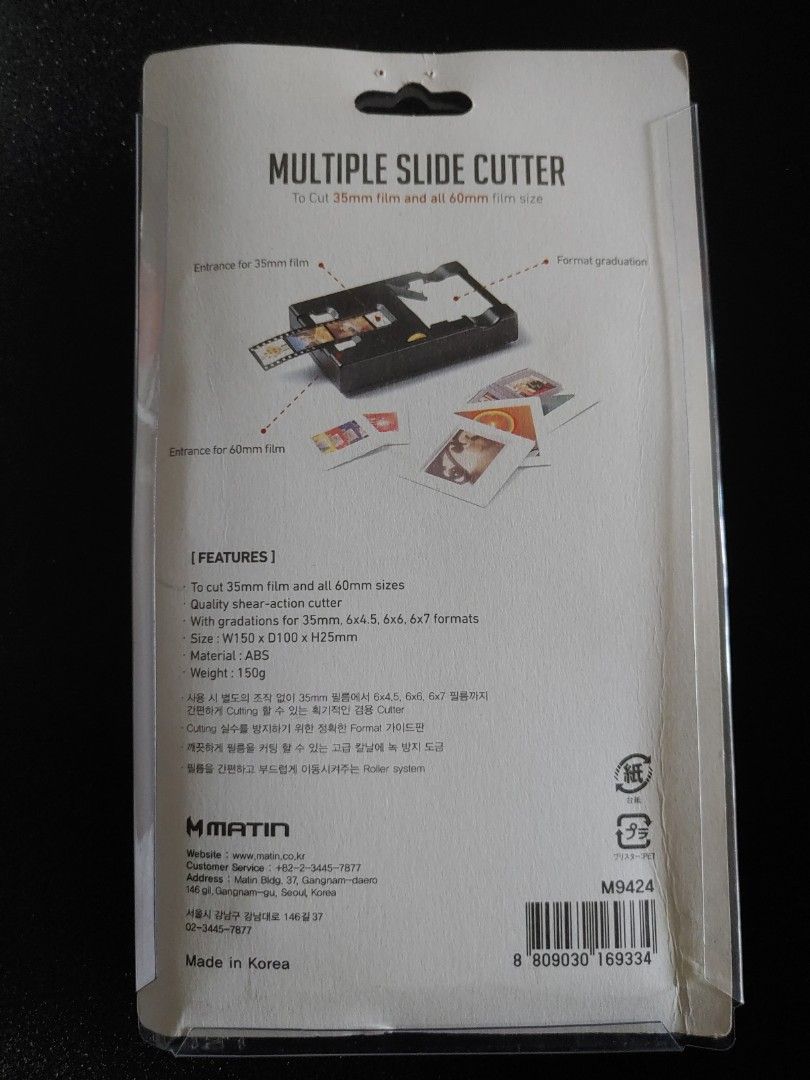 MULTIPLE SLIDE CUTTER
To Cut 35mm film and all 60mm film size
Entrance for 35mm film
Format graduation
Entrance for 60mm film
[ FEATURES ]
· To cut 35mm film and all 60mm sizes
· Quality shear-action cutter
· With gradations for 35mm, 6x4.5, 6x6, 6x7 formats
· Size : W150 x D100 x H25mm
· Material : ABS
· Weight : 150g
· 사용 시 별도의 조작 없이 35mm 필름에서 6x4,5, 6x6, 6x7 필름까지
간편하게 Cutting 할 수 있는 획기적인 겸용 Cutter
· Cutting 실수를 방지하기 위한 정확한 Format 가이드판
· 깨끗하게 필름을 커팅 할 수 있는 고급 칼날에 녹 방지 도금
· 필름을 간편하고 부드럽게 이동시켜주는 Roller system
紙
台紙
プラ
ブリスター:PET
MATIN
Website : www.matin.co.kr
Customer Service : +82-2-3445-7877
Address : Matin Bldg. 37, Gangnam-daero
146 gil, Gangnam-gu, Seoul, Korea
서울시 강남구 강남대로 146길 37
02-3445-7877
Made in Korea
M9424
8 809030 169334